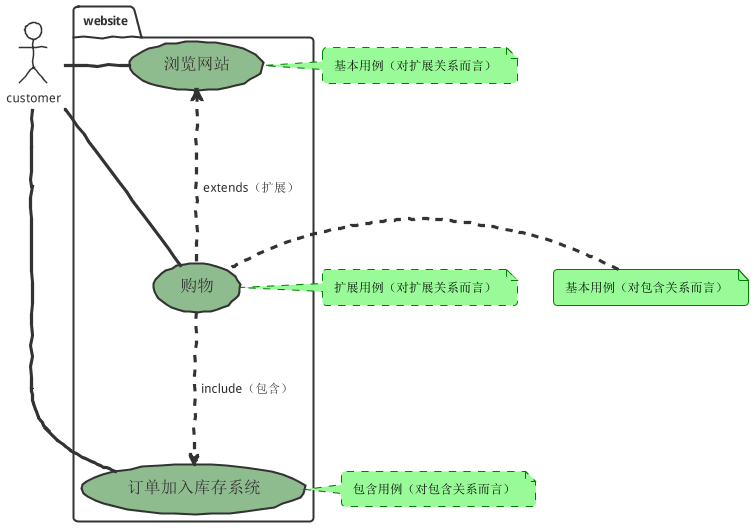 website
浏览网站
基本用例（对扩展关系而言）
customer
extends（扩展）
购物
扩展用例（对扩展关系而言）
基本用例（对包含关系而言）
include（包含）
订单加入库存系统
包含用例（对包含关系而言）